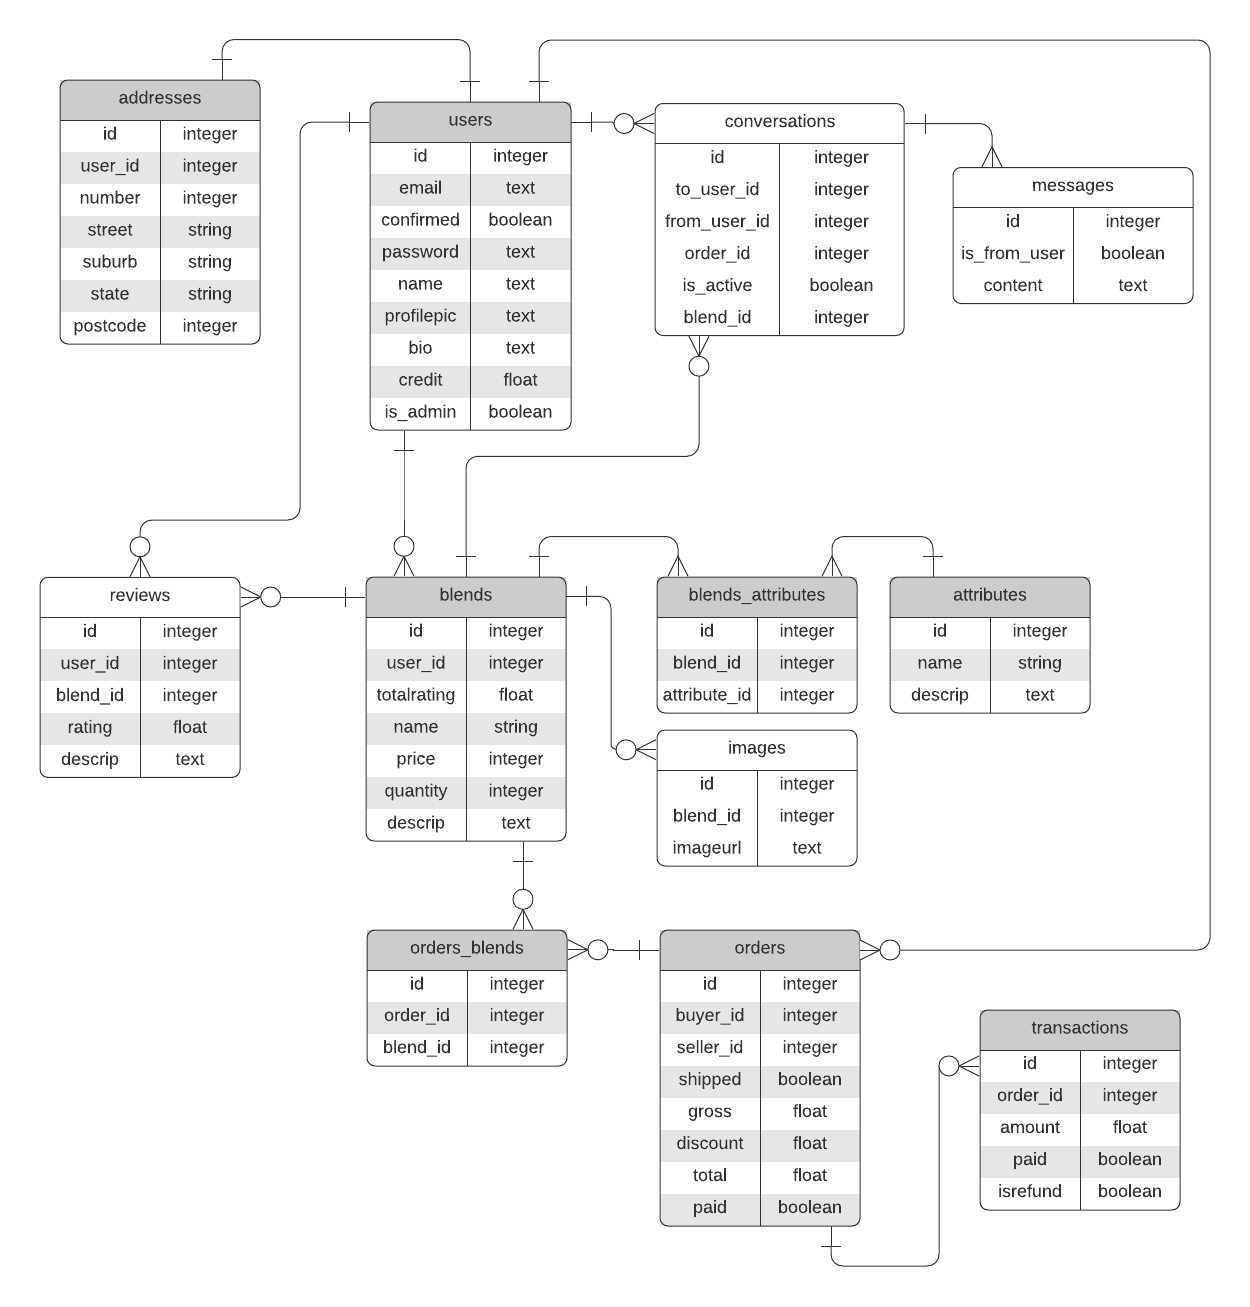 addresses
id integer
user_id integer
number integer
street string
suburb string
state string
postcode integer
users
id integer
email text
confirmed boolean
password text
name text
profilepic text
bio text
credit float
is_admin boolean
conversations
id integer
to_user_id integer
from_user_id integer
order_id integer
is_active boolean
blend_id integer
messages
id integer
is_from_user boolean
content text
reviews
id integer
user_id integer
blend_id integer
rating float
descrip text
blends
id integer
user_id integer
totalrating float
name string
price integer
quantity integer
descrip text
blends_attributes
id integer
blend_id integer
attribute_id integer
attributes
id integer
name string
descrip text
images
id integer
blend_id integer
imageurl text
orders_blends
id integer
order_id integer
blend_id integer
orders
id integer
buyer_id integer
seller_id integer
shipped boolean
gross float
discount float
total float
paid boolean
transactions
id integer
order_id integer
amount float
paid boolean
isrefund boolean